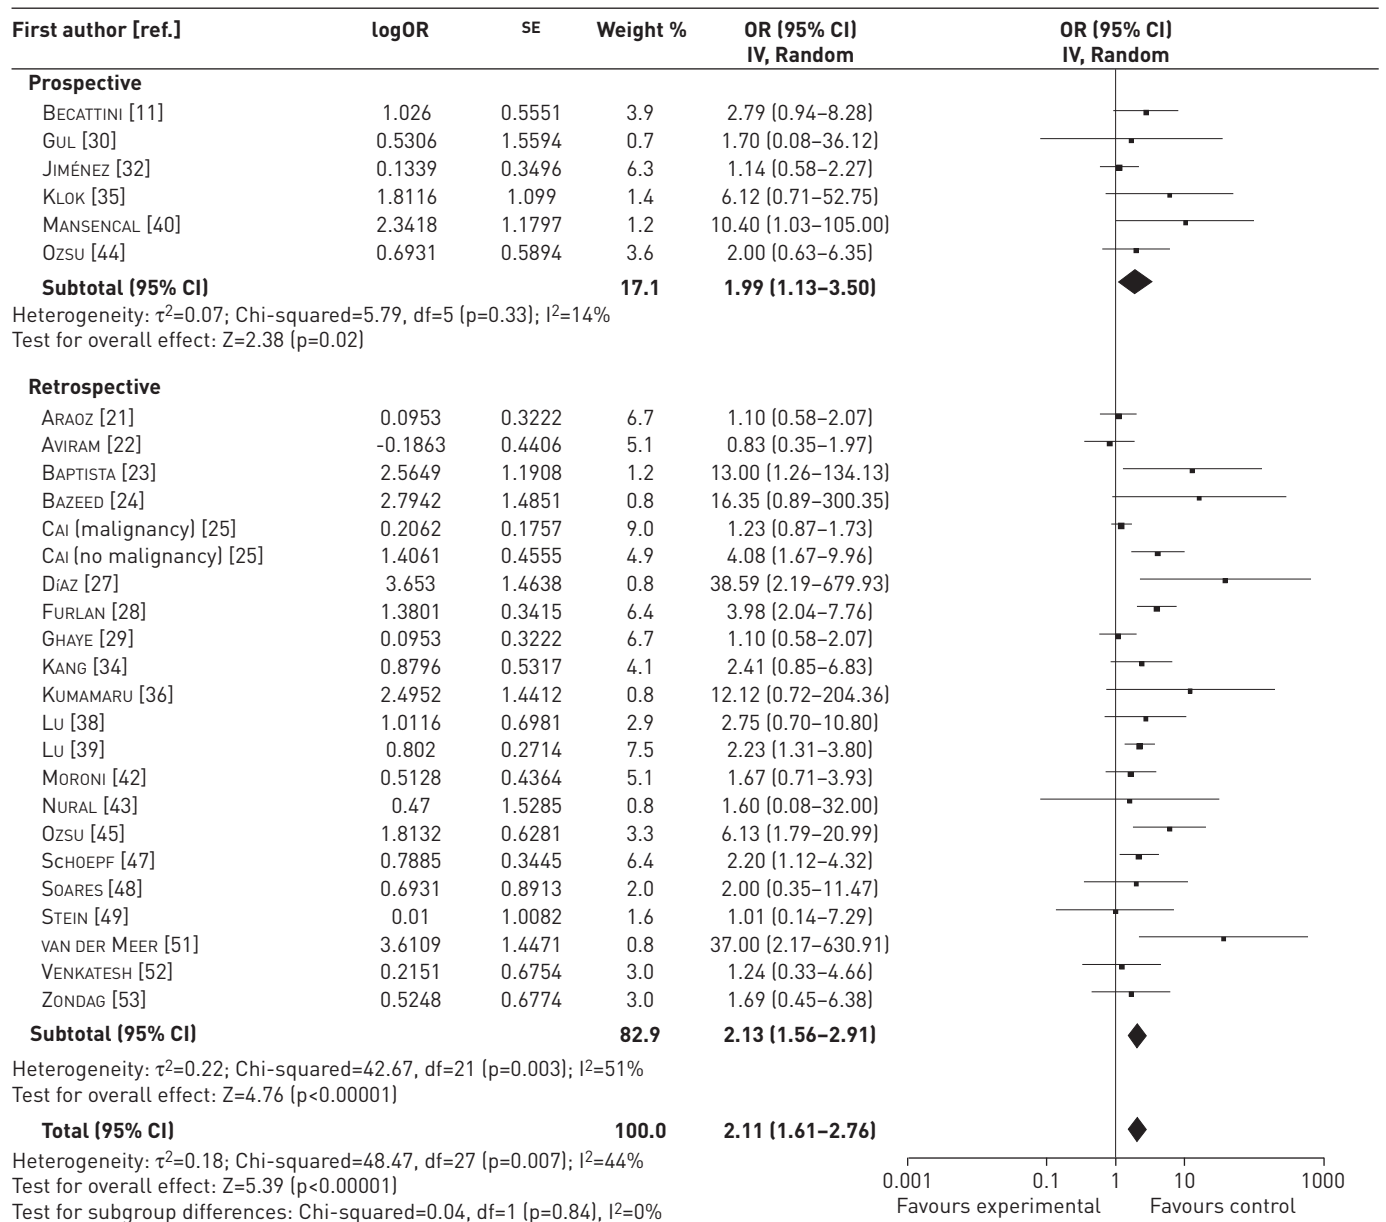 First author [ref.] logOR SE Weight % OR (95% CI) OR (95% CI)
IV, Random IV, Random
Prospective
BECATTINI [11] 1.026 0.5551 3.9 2.79 (0.94–8.28)
GUL [30] 0.5306 1.5594 0.7 1.70 (0.08–36.12)
JIMÉNEZ [32] 0.1339 0.3496 6.3 1.14 (0.58–2.27)
KLOK [35] 1.8116 1.099 1.4 6.12 (0.71–52.75)
MANSENCAL [40] 2.3418 1.1797 1.2 10.40 (1.03–105.00)
OZSU [44] 0.6931 0.5894 3.6 2.00 (0.63–6.35)
Subtotal (95% CI) 17.1 1.99 (1.13–3.50)
Heterogeneity: τ²=0.07; Chi-squared=5.79, df=5 (p=0.33); I²=14%
Test for overall effect: Z=2.38 (p=0.02)
Retrospective
ARAOZ [21] 0.0953 0.3222 6.7 1.10 (0.58–2.07)
AVIRAM [22] -0.1863 0.4406 5.1 0.83 (0.35–1.97)
BAPTISTA [23] 2.5649 1.1908 1.2 13.00 (1.26–134.13)
BAZEED [24] 2.7942 1.4851 0.8 16.35 (0.89–300.35)
CAI (malignancy) [25] 0.2062 0.1757 9.0 1.23 (0.87–1.73)
CAI (no malignancy) [25] 1.4061 0.4555 4.9 4.08 (1.67–9.96)
DíAZ [27] 3.653 1.4638 0.8 38.59 (2.19–679.93)
FURLAN [28] 1.3801 0.3415 6.4 3.98 (2.04–7.76)
GHAYE [29] 0.0953 0.3222 6.7 1.10 (0.58–2.07)
KANG [34] 0.8796 0.5317 4.1 2.41 (0.85–6.83)
KUMAMARU [36] 2.4952 1.4412 0.8 12.12 (0.72–204.36)
LU [38] 1.0116 0.6981 2.9 2.75 (0.70–10.80)
LU [39] 0.802 0.2714 7.5 2.23 (1.31–3.80)
MORONI [42] 0.5128 0.4364 5.1 1.67 (0.71–3.93)
NURAL [43] 0.47 1.5285 0.8 1.60 (0.08–32.00)
OZSU [45] 1.8132 0.6281 3.3 6.13 (1.79–20.99)
SCHOEPF [47] 0.7885 0.3445 6.4 2.20 (1.12–4.32)
SOARES [48] 0.6931 0.8913 2.0 2.00 (0.35–11.47)
STEIN [49] 0.01 1.0082 1.6 1.01 (0.14–7.29)
VAN DER MEER [51] 3.6109 1.4471 0.8 37.00 (2.17–630.91)
VENKATESH [52] 0.2151 0.6754 3.0 1.24 (0.33–4.66)
ZONDAG [53] 0.5248 0.6774 3.0 1.69 (0.45–6.38)
Subtotal (95% CI) 82.9 2.13 (1.56–2.91)
Heterogeneity: τ²=0.22; Chi-squared=42.67, df=21 (p=0.003); I²=51%
Test for overall effect: Z=4.76 (p<0.00001)
Total (95% CI) 100.0 2.11 (1.61–2.76)
Heterogeneity: τ²=0.18; Chi-squared=48.47, df=27 (p=0.007); I²=44%
Test for overall effect: Z=5.39 (p<0.00001)
Test for subgroup differences: Chi-squared=0.04, df=1 (p=0.84), I²=0%
0.001 0.1 1 10 1000
Favours experimental Favours control